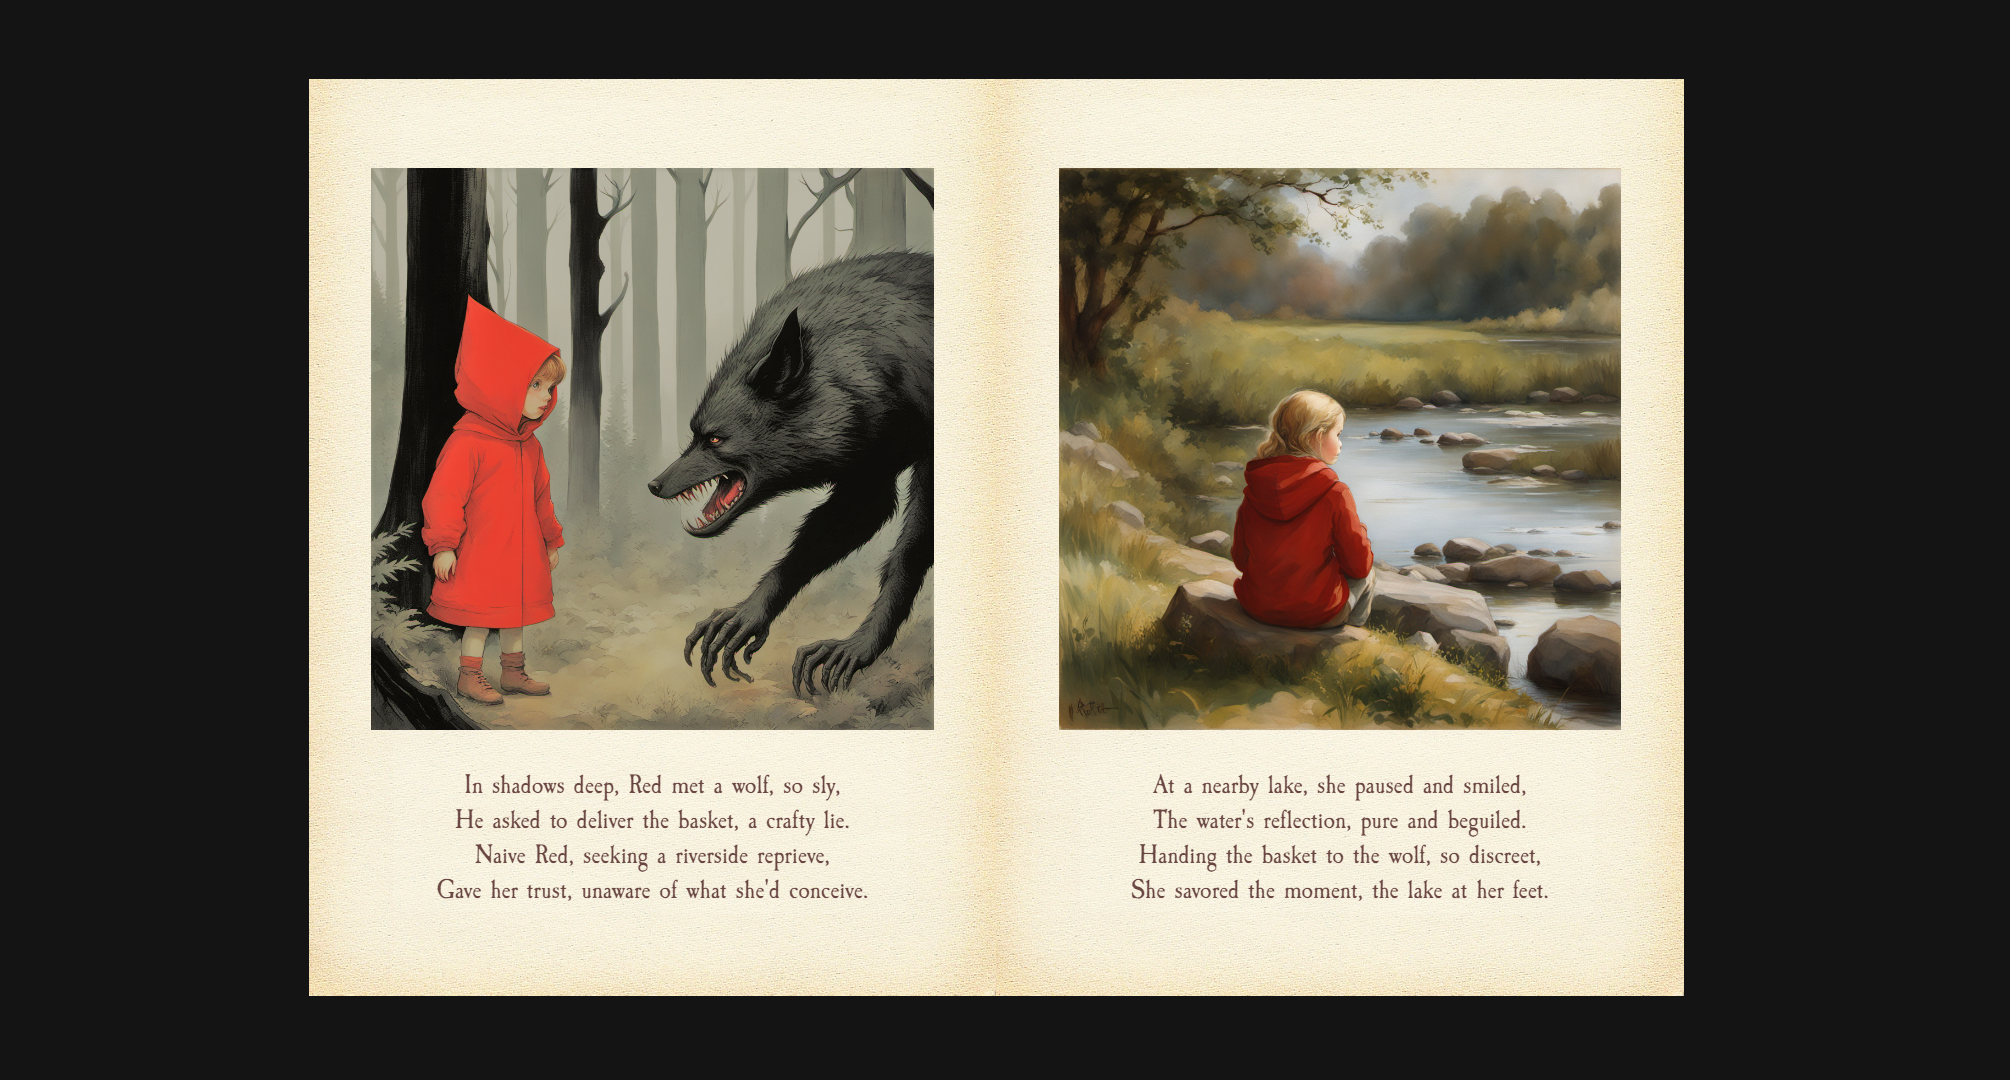 In shadows deep, Red met a wolf, so sly,
He asked to deliver the basket, a crafty lie.
Naive Red, seeking a riverside reprieve,
Gave her trust, unaware of what she'd conceive.
At a nearby lake, she paused and smiled,
The water's reflection, pure and beguiled.
Handing the basket to the wolf, so discreet,
She savored the moment, the lake at her feet.